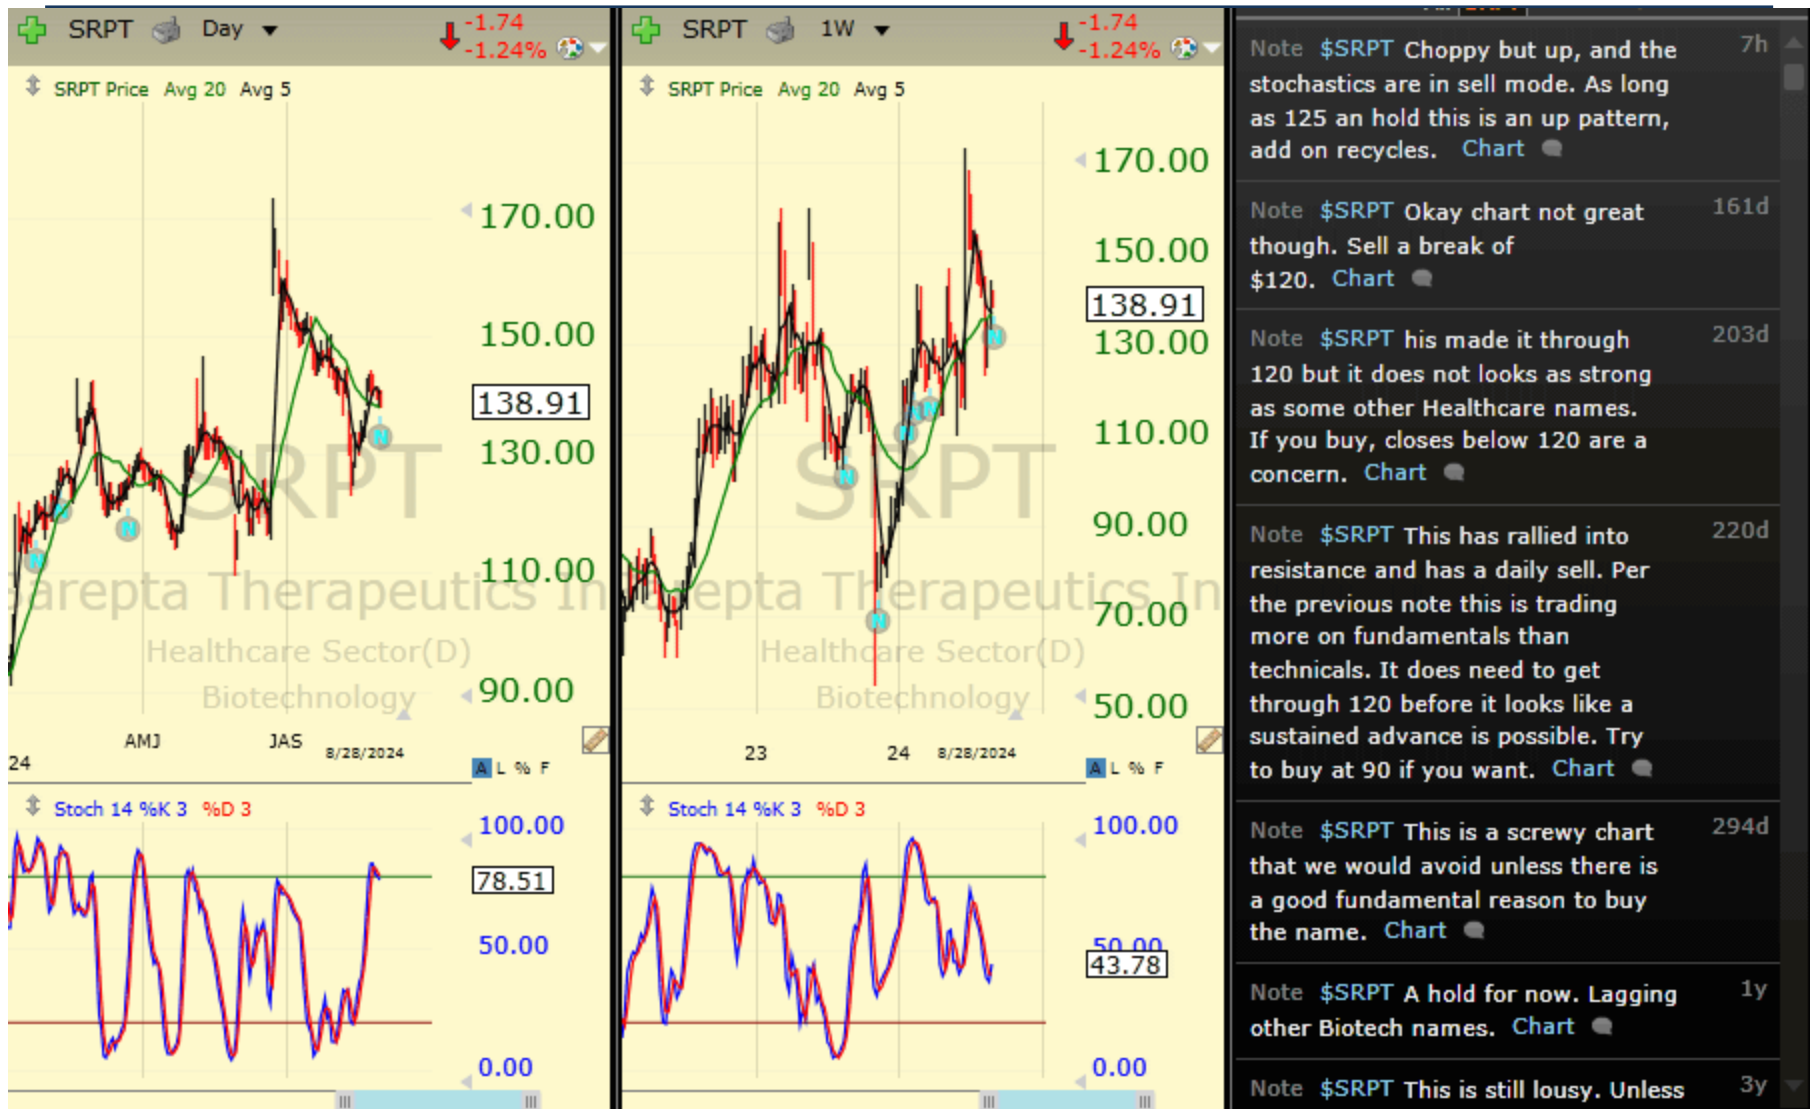 SRPT Day
-1.74
-1.24%
SRPT Price Avg 20 Avg 5
170.00
150.00
138.91
130.00
110.00
90.00
SRPT
Sarepta Therapeutics In
Healthcare Sector(D)
Biotechnology
N
N
N
N
24
AMJ
JAS
8/28/2024
A L % F
Stoch 14 %K 3 %D 3
100.00
78.51
50.00
0.00
SRPT 1W
-1.74
-1.24%
SRPT Price Avg 20 Avg 5
170.00
150.00
138.91
130.00
110.00
90.00
70.00
50.00
SRPT
repta Therapeutics In
Healthcare Sector(D)
Biotechnology
N
N
N
N
N
N
23
24
8/28/2024
A L % F
Stoch 14 %K 3 %D 3
100.00
50.00
43.78
0.00
Note $SRPT Choppy but up, and the 7h
stochastics are in sell mode. As long
as 125 an hold this is an up pattern,
add on recycles. Chart
Note $SRPT Okay chart not great 161d
though. Sell a break of
$120. Chart
Note $SRPT his made it through 203d
120 but it does not looks as strong
as some other Healthcare names.
If you buy, closes below 120 are a
concern. Chart
Note $SRPT This has rallied into 220d
resistance and has a daily sell. Per
the previous note this is trading
more on fundamentals than
technicals. It does need to get
through 120 before it looks like a
sustained advance is possible. Try
to buy at 90 if you want. Chart
Note $SRPT This is a screwy chart 294d
that we would avoid unless there is
a good fundamental reason to buy
the name. Chart
Note $SRPT A hold for now. Lagging 1y
other Biotech names. Chart
Note $SRPT This is still lousy. Unless 3y